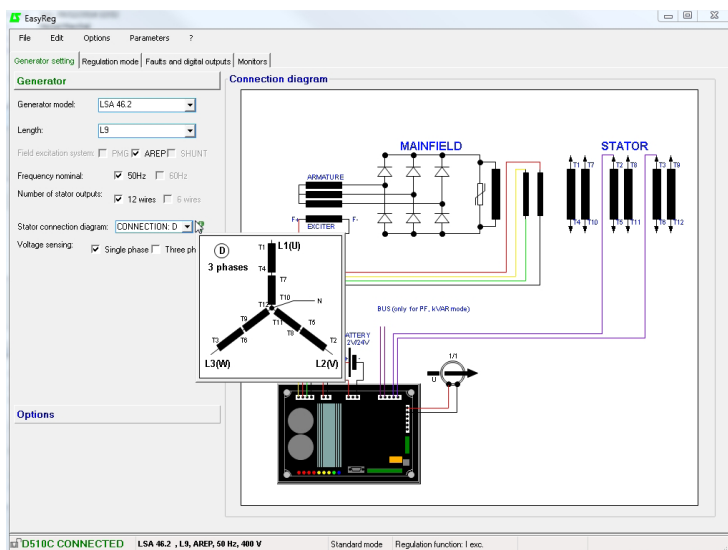 EasyReg
File Edit Options Parameters ?
Generator setting Regulation mode Faults and digital outputs Monitors
Generator
Generator model: LSA 46.2
Length: L9
Field excitation system: PMG AREP SHUNT
Frequency nominal: 50Hz 60Hz
Number of stator outputs: 12 wires 6 wires
Stator connection diagram: CONNECTION: D
Voltage sensing: Single phase Three ph
Options
Connection diagram
MAINFIELD
STATOR
ARMATURE
F+ F-
EXCITER
T1 T7 T2 T8 T3 T9
T4 T10 T5 T11 T6 T12
D
3 phases
T1 L1(U)
T4
T7
T10
T12 N
T9 T11 T5
T3 T6 T8 T2
L3(W) L2(V)
BUS (only for PF, kVAR mode)
ATTERY
2V/24V
+ -
1/1
U
D510C CONNECTED LSA 46.2 , L9, AREP, 50 Hz, 400 V Standard mode Regulation function: I exc.